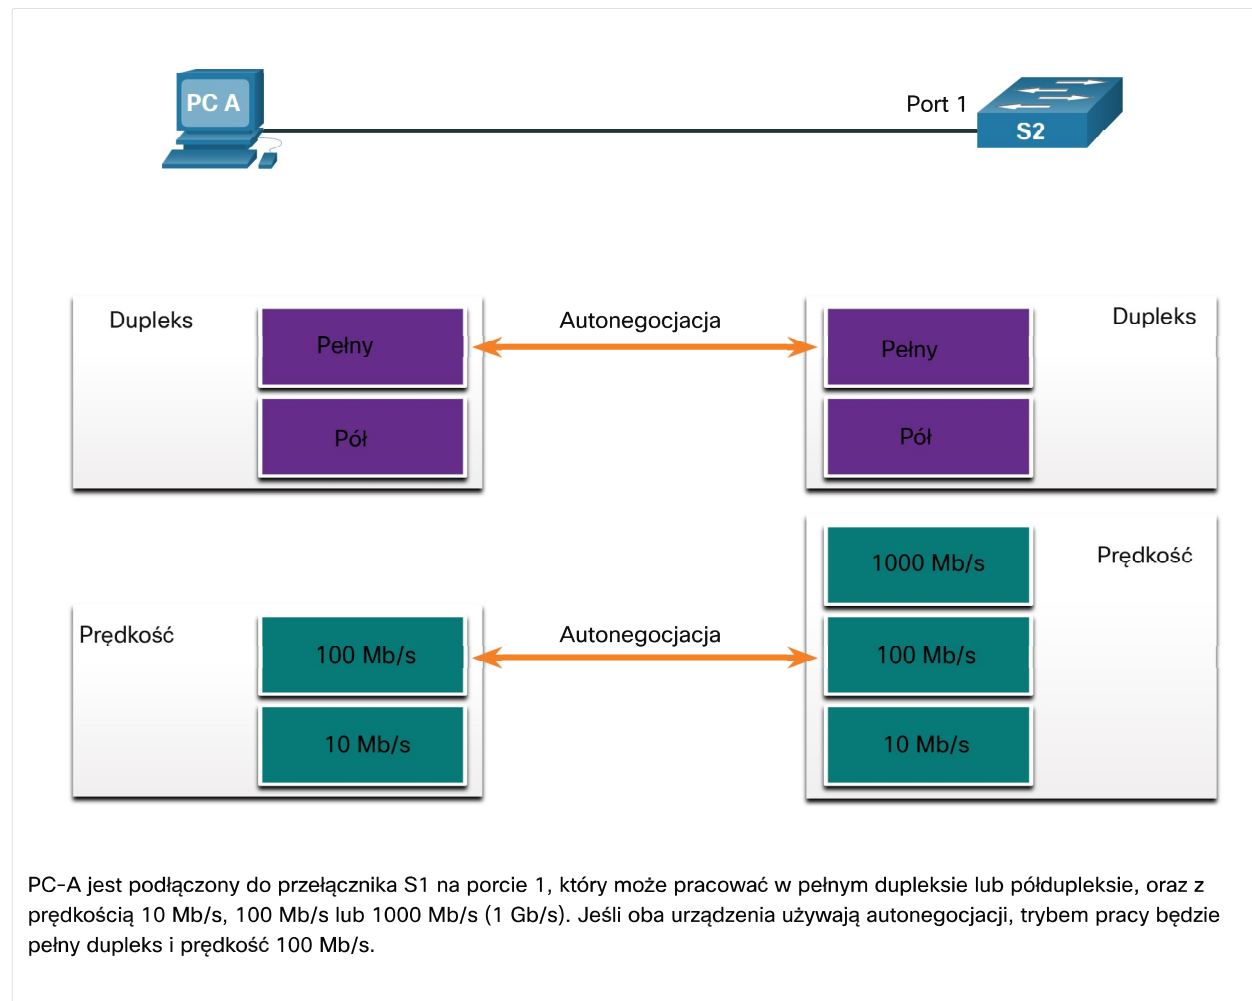 PC A
Port 1
S2
Dupleks
Pełny
Pół
Autonegocjacja
Pełny
Pół
Dupleks
Prędkość
100 Mb/s
10 Mb/s
Autonegocjacja
1000 Mb/s
100 Mb/s
10 Mb/s
Prędkość
PC-A jest podłączony do przełącznika S1 na porcie 1, który może pracować w pełnym dupleksie lub półdupleksie, oraz z
prędkością 10 Mb/s, 100 Mb/s lub 1000 Mb/s (1 Gb/s). Jeśli oba urządzenia używają autonegocjacji, trybem pracy będzie
pełny dupleks i prędkość 100 Mb/s.